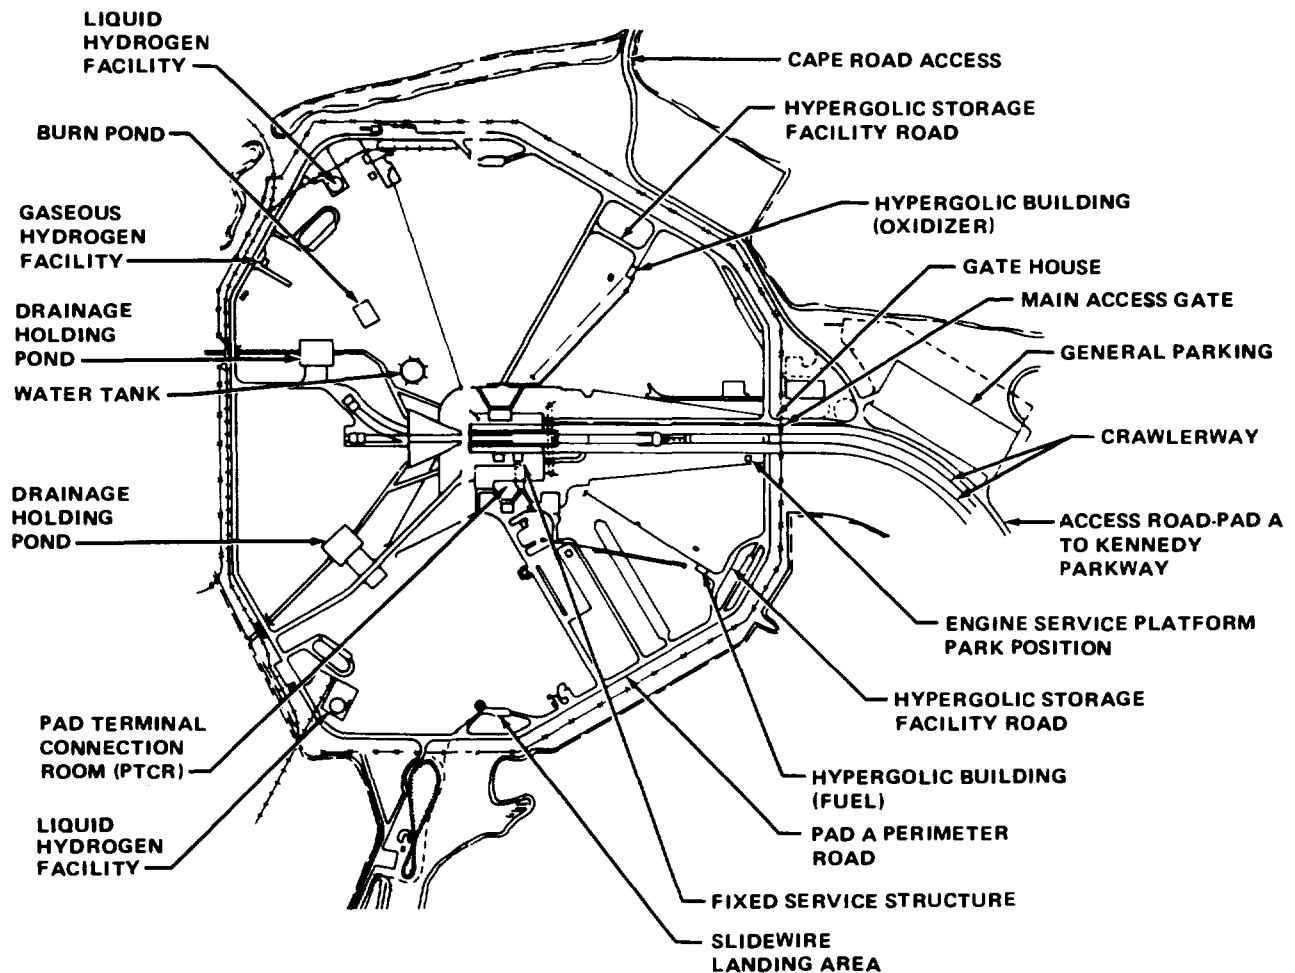 LIQUID
HYDROGEN
FACILITY
BURN POND
GASEOUS
HYDROGEN
FACILITY
DRAINAGE
HOLDING
POND
WATER TANK
DRAINAGE
HOLDING
POND
PAD TERMINAL
CONNECTION
ROOM (PTCR)
LIQUID
HYDROGEN
FACILITY
CAPE ROAD ACCESS
HYPERGOLIC STORAGE
FACILITY ROAD
HYPERGOLIC BUILDING
(OXIDIZER)
GATE HOUSE
MAIN ACCESS GATE
GENERAL PARKING
CRAWLERWAY
ACCESS ROAD-PAD A
TO KENNEDY
PARKWAY
ENGINE SERVICE PLATFORM
PARK POSITION
HYPERGOLIC STORAGE
FACILITY ROAD
HYPERGOLIC BUILDING
(FUEL)
PAD A PERIMETER
ROAD
FIXED SERVICE STRUCTURE
SLIDEWIRE
LANDING AREA